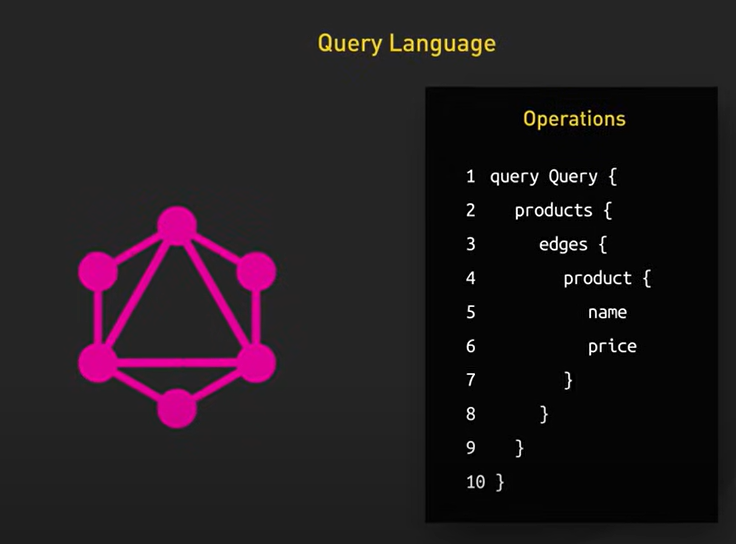 Query Language
Operations
1 query Query {
2 products {
3 edges {
4 product {
5 name
6 price
7 }
8 }
9 }
10 }